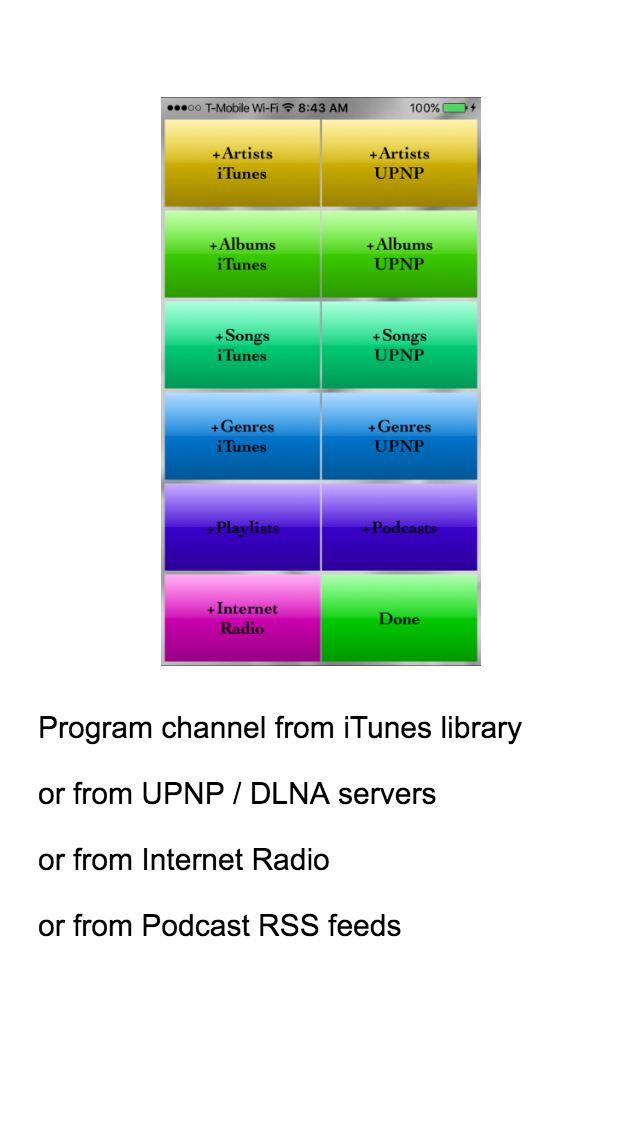 T-Mobile Wi-Fi 8:43 AM 100%
+Artists
iTunes
+Artists
UPNP
+Albums
iTunes
+Albums
UPNP
+Songs
iTunes
+Songs
UPNP
+Genres
iTunes
+Genres
UPNP
+Playlists
+Podcasts
+Internet
Radio
Done
Program channel from iTunes library
or from UPNP / DLNA servers
or from Internet Radio
or from Podcast RSS feeds